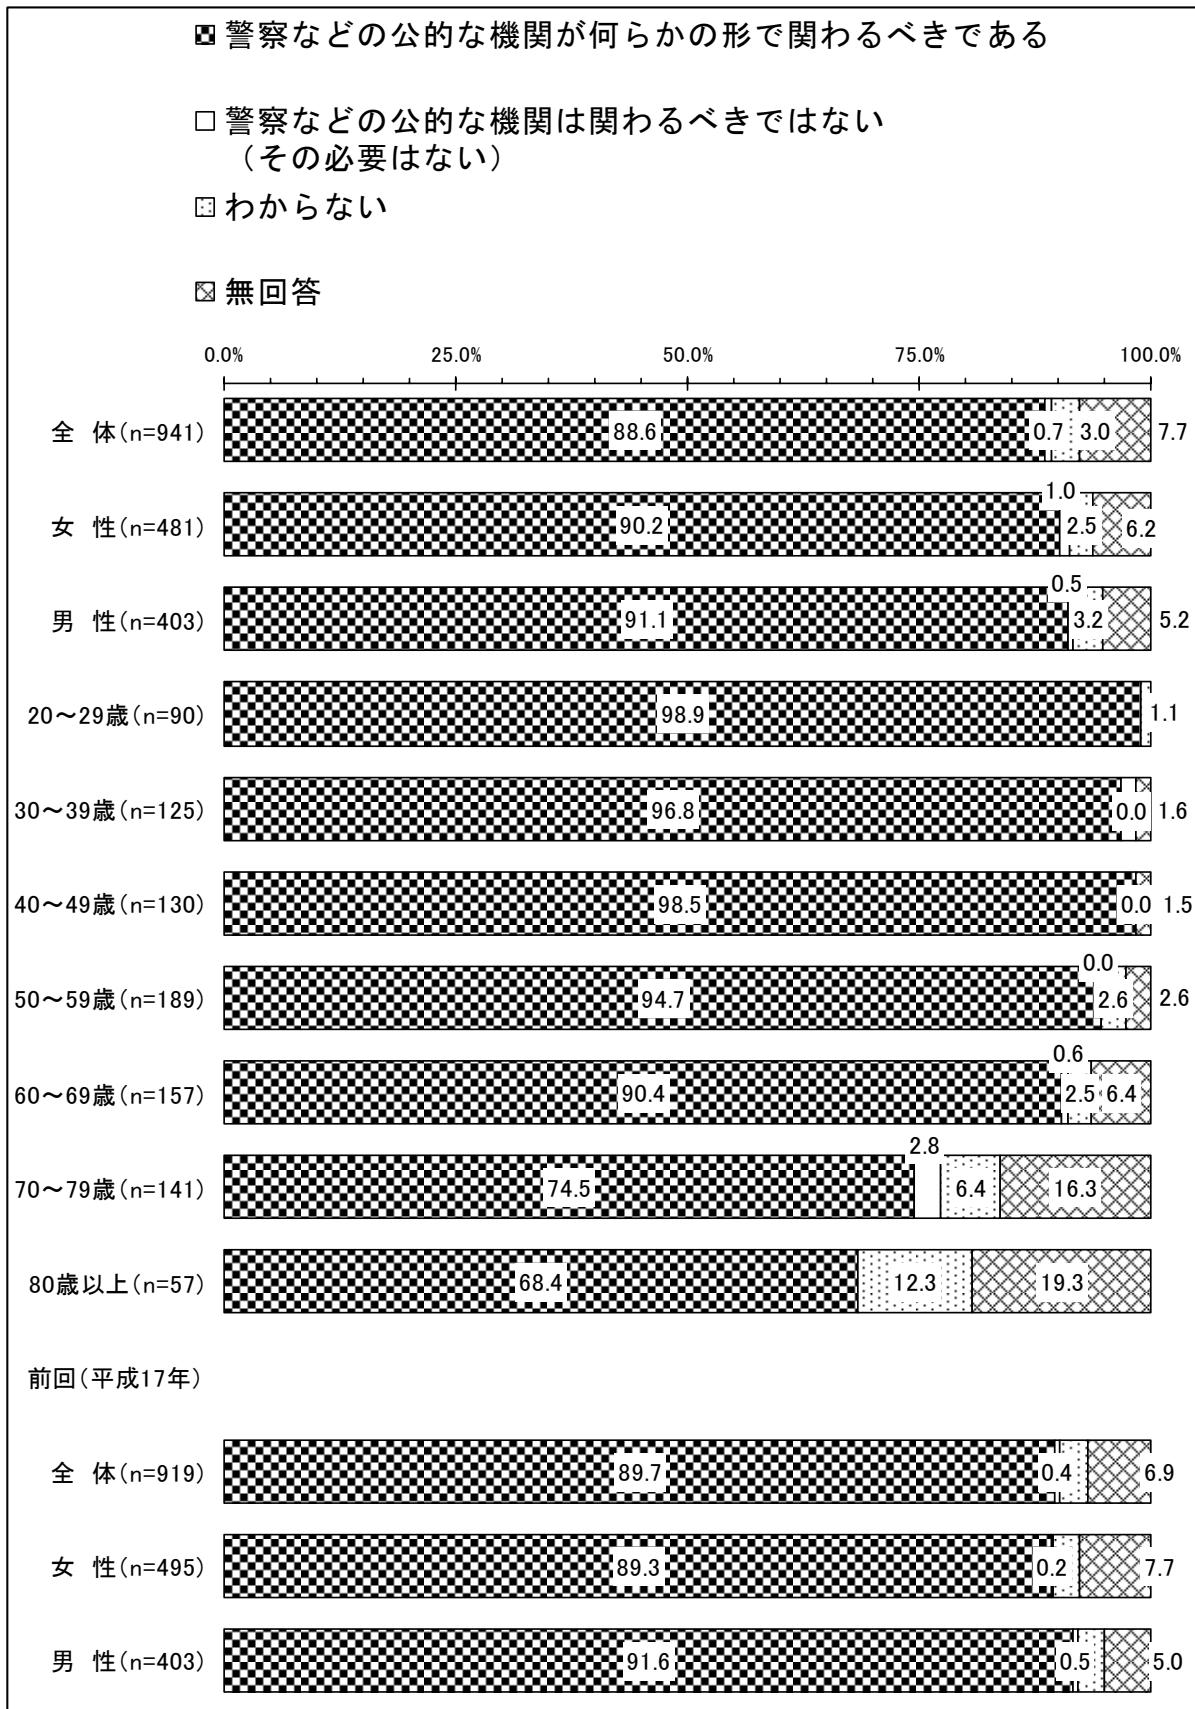 警察などの公的な機関が何らかの形で関わるべきである
警察などの公的な機関は関わるべきではない
（その必要はない）
わからない
無回答
0.0% 25.0% 50.0% 75.0% 100.0%
全 体(n=941) 88.6 0.7 3.0 7.7
1.0
女 性(n=481) 90.2 2.5 6.2
0.5
男 性(n=403) 91.1 3.2 5.2
20～29歳(n=90) 98.9 1.1
30～39歳(n=125) 96.8 0.0 1.6
40～49歳(n=130) 98.5 0.0 1.5
0.0
50～59歳(n=189) 94.7 2.6 2.6
0.6
60～69歳(n=157) 90.4 2.5 6.4
2.8
70～79歳(n=141) 74.5 6.4 16.3
80歳以上(n=57) 68.4 12.3 19.3
前回(平成17年)
全 体(n=919) 89.7 0.4 6.9
女 性(n=495) 89.3 0.2 7.7
男 性(n=403) 91.6 0.5 5.0